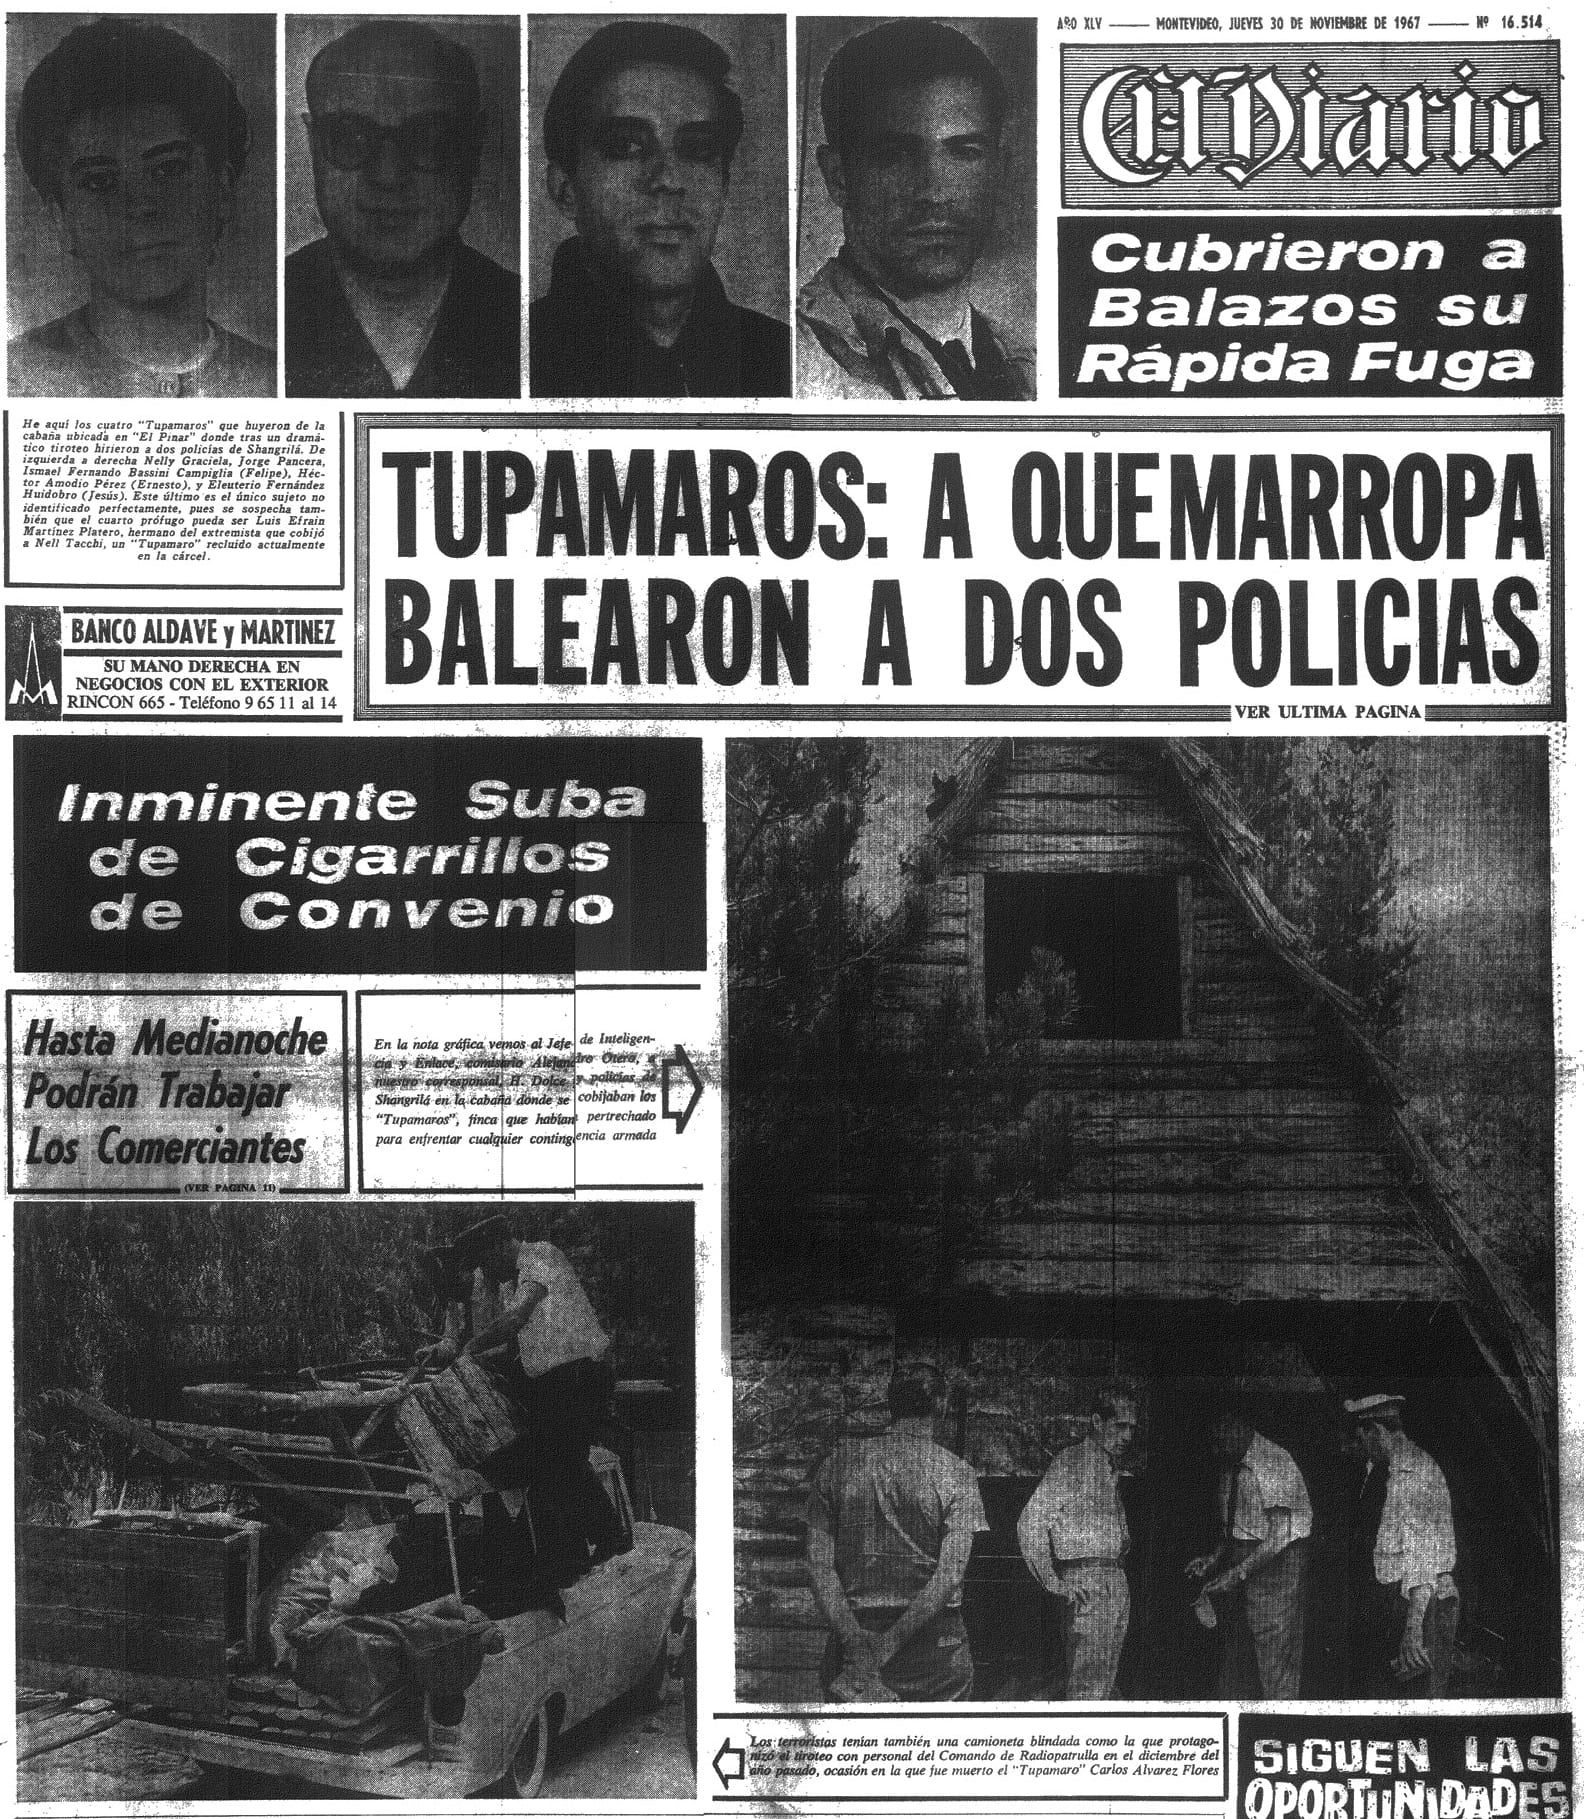 AÑO XLV — MONTEVIDEO, JUEVES 30 DE NOVIEMBRE DE 1967 — Nº 16.514
El Diario
Cubrieron a
Balazos su
Rápida Fuga
He aquí los cuatro "Tupamaros" que huyeron de la
cabaña ubicada en "El Pinar" donde tras un dramá-
tico tiroteo hirieron a dos policías de Shangrilá. De
izquierda a derecha Nelly Graciela, Jorge Pancera,
Ismael Fernando Bassini Campiglia (Felipe), Héc-
tor Amodio Pérez (Ernesto), y Eleuterio Fernández
Huidobro (Jesús). Este último es el único sujeto no
identificado perfectamente, pues se sospecha tam-
bién que el cuarto prófugo pueda ser Luis Efrain
Martínez Platero, hermano del extremista que cobijó
a Nell Tacchi, un "Tupamaro" recluído actualmente
en la cárcel.
TUPAMAROS: A QUEMARROPA
BALEARON A DOS POLICIAS
VER ULTIMA PAGINA
BANCO ALDAVE y MARTINEZ
SU MANO DERECHA EN
NEGOCIOS CON EL EXTERIOR
RINCON 665 - Teléfono 9 65 11 al 14
Inminente Suba
de Cigarrillos
de Convenio
Hasta Medianoche
Podrán Trabajar
Los Comerciantes
(VER PAGINA 11)
En la nota gráfica vemos al Jefe de Inteligen-
cia y Enlace, comisario Alejandro Otero, a
nuestro corresponsal, H. Dolce y policías de
Shangrilá en la cabaña donde se cobijaban los
"Tupamaros", finca que habían pertrechado
para enfrentar cualquier contingencia armada
Los terroristas tenían también una camioneta blindada como la que protago-
nizó el tiroteo con personal del Comando de Radiopatrulla en el diciembre del
año pasado, ocasión en la que fue muerto el "Tupamaro" Carlos Alvarez Flores
SIGUEN LAS
OPORTUNIDADES